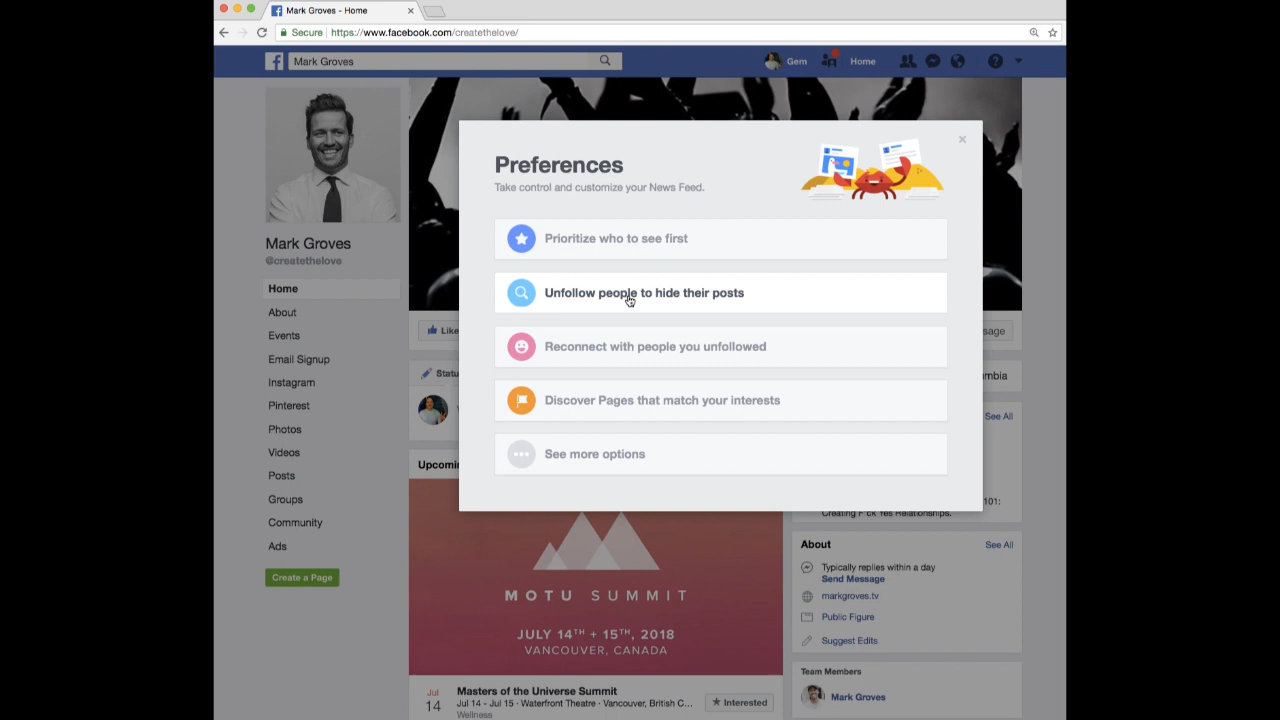 Mark Groves - Home
Secure
https://www.facebook.com/createthelove/
Mark Groves
Gem
Home
Mark Groves
@createthelove
Home
About
Events
Email Signup
Instagram
Pinterest
Photos
Videos
Posts
Groups
Community
Ads
Create a Page
Like
Preferences
Take control and customize your News Feed.
Prioritize who to see first
Unfollow people to hide their posts
Reconnect with people you unfollowed
Discover Pages that match your interests
See more options
See All
101:
Creating F*ck Yes Relationships.
MOTU SUMMIT
JULY 14TH + 15TH, 2018
VANCOUVER, CANADA
Jul
14
Masters of the Universe Summit
Jul 14 - Jul 15 · Waterfront Theatre · Vancouver, British C...
Wellness
Interested
About
See All
Typically replies within a day
Send Message
markgroves.tv
Public Figure
Suggest Edits
Team Members
Mark Groves